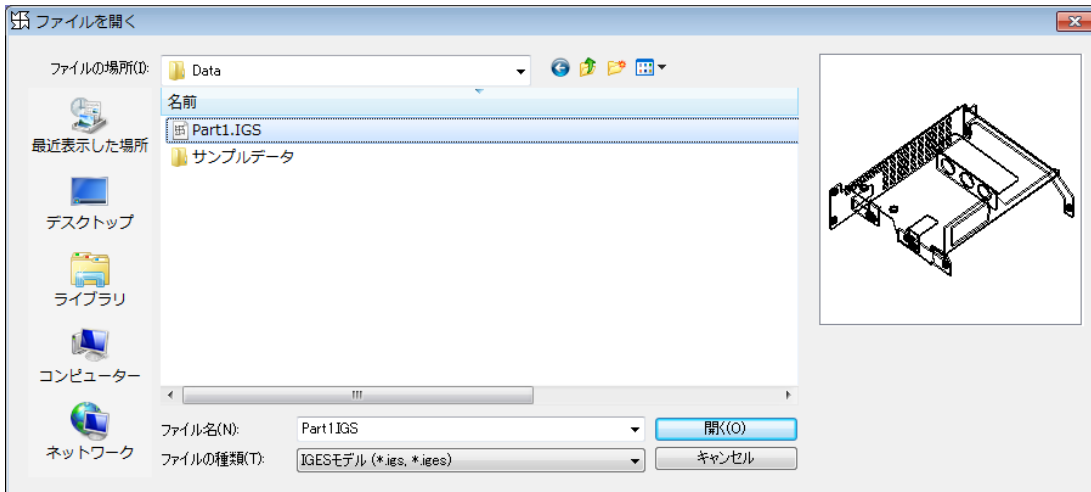 ファイルを開く
ファイルの場所(I):
Data
名前
Part1.IGS
サンプルデータ
最近表示した場所
デスクトップ
ライブラリ
コンピューター
ネットワーク
ファイル名(N):
Part1.IGS
開く(O)
ファイルの種類(T):
IGESモデル (*.igs, *.iges)
キャンセル